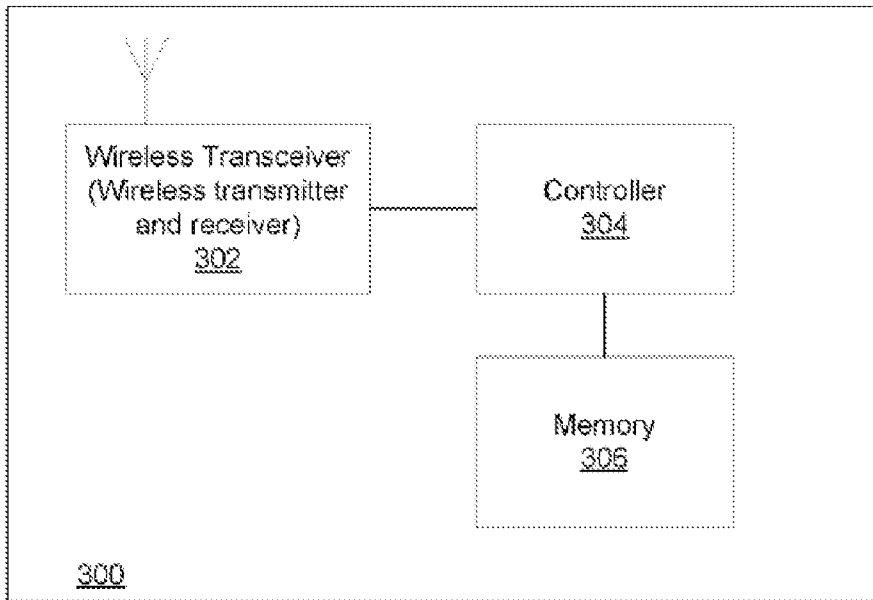 Wireless Transceiver
(Wireless transmitter
and receiver)
302
Controller
304
Memory
306
300